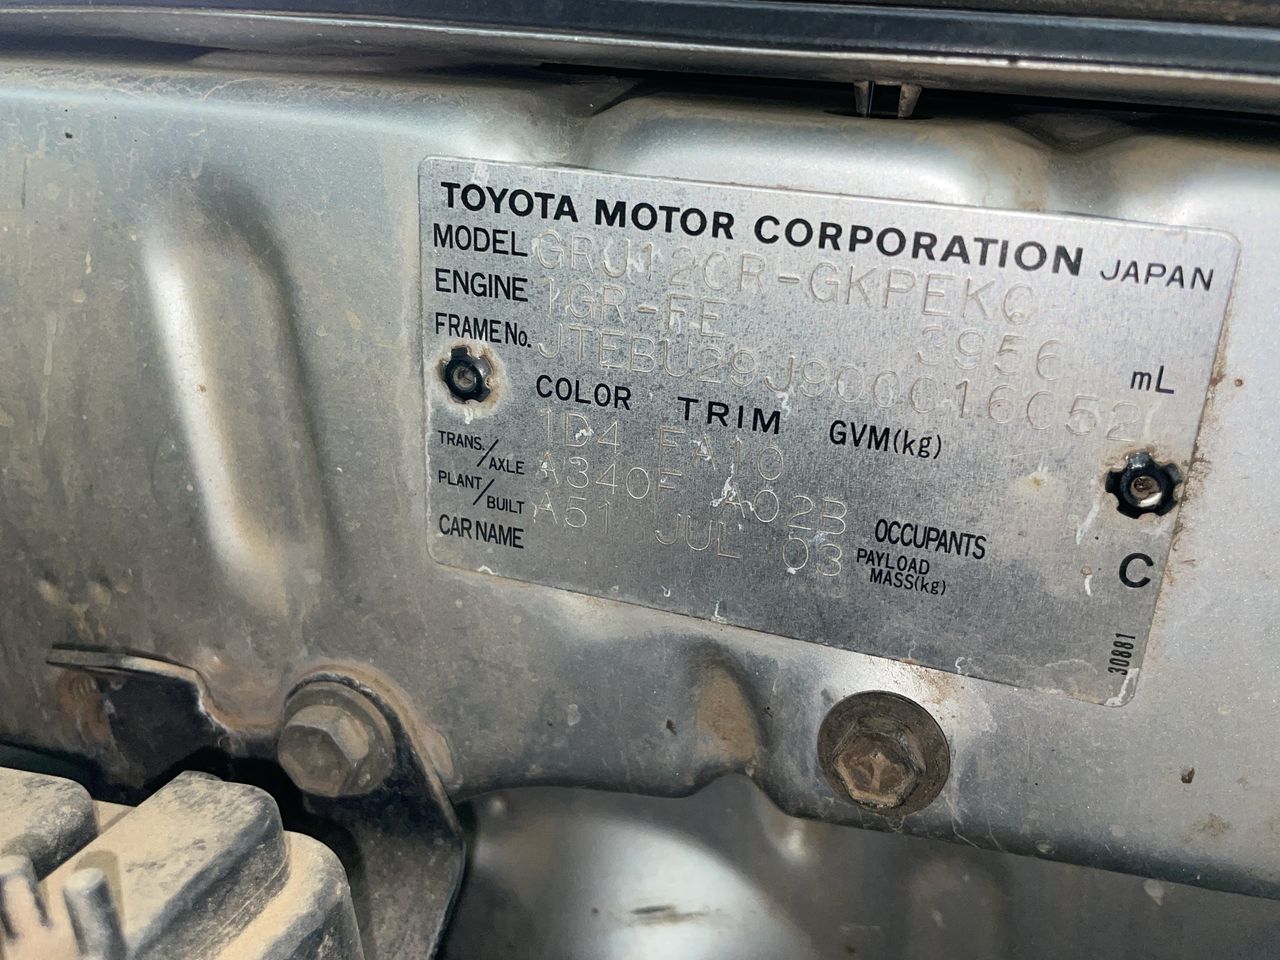 TOYOTA MOTOR CORPORATION JAPAN
MODEL GRJ120R-GKPEKC
ENGINE 1GR-FE 3956 mL
FRAME No. JTEBU29J900016052
COLOR TRIM GVM(kg)
1D4 FA10
TRANS./AXLE A340F A02B
PLANT/BUILT A51 JUL 03
OCCUPANTS
CAR NAME
PAYLOAD
MASS(kg)
C
30881